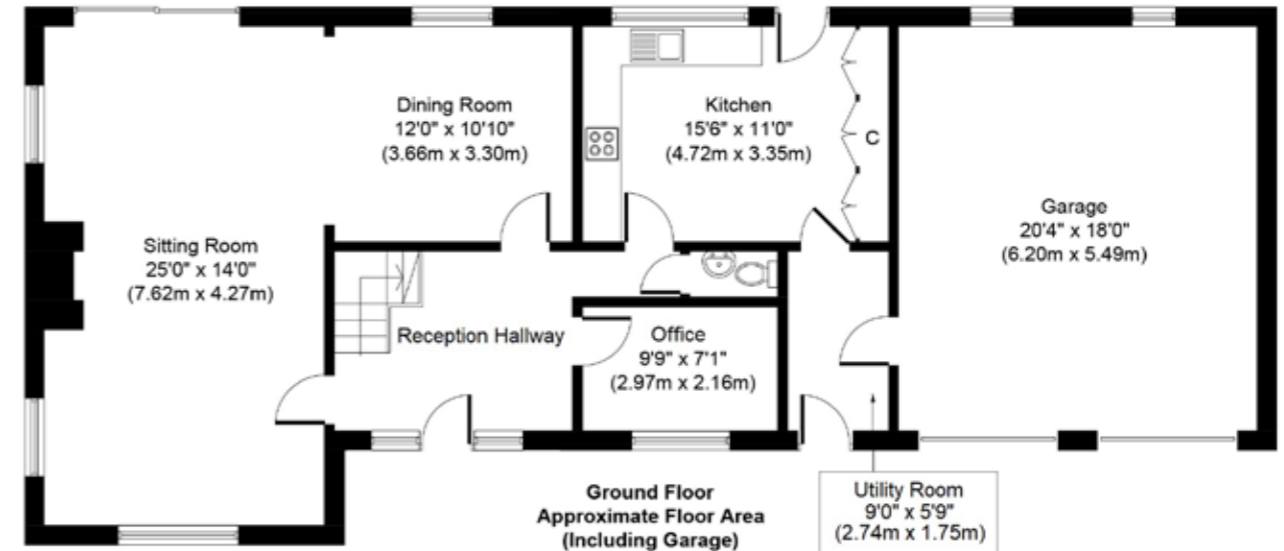 Dining Room
12'0" x 10'10"
(3.66m x 3.30m)
Kitchen
15'6" x 11'0"
(4.72m x 3.35m)
C
Garage
20'4" x 18'0"
(6.20m x 5.49m)
Sitting Room
25'0" x 14'0"
(7.62m x 4.27m)
Reception Hallway
Office
9'9" x 7'1"
(2.97m x 2.16m)
Ground Floor
Approximate Floor Area
(Including Garage)
Utility Room
9'0" x 5'9"
(2.74m x 1.75m)